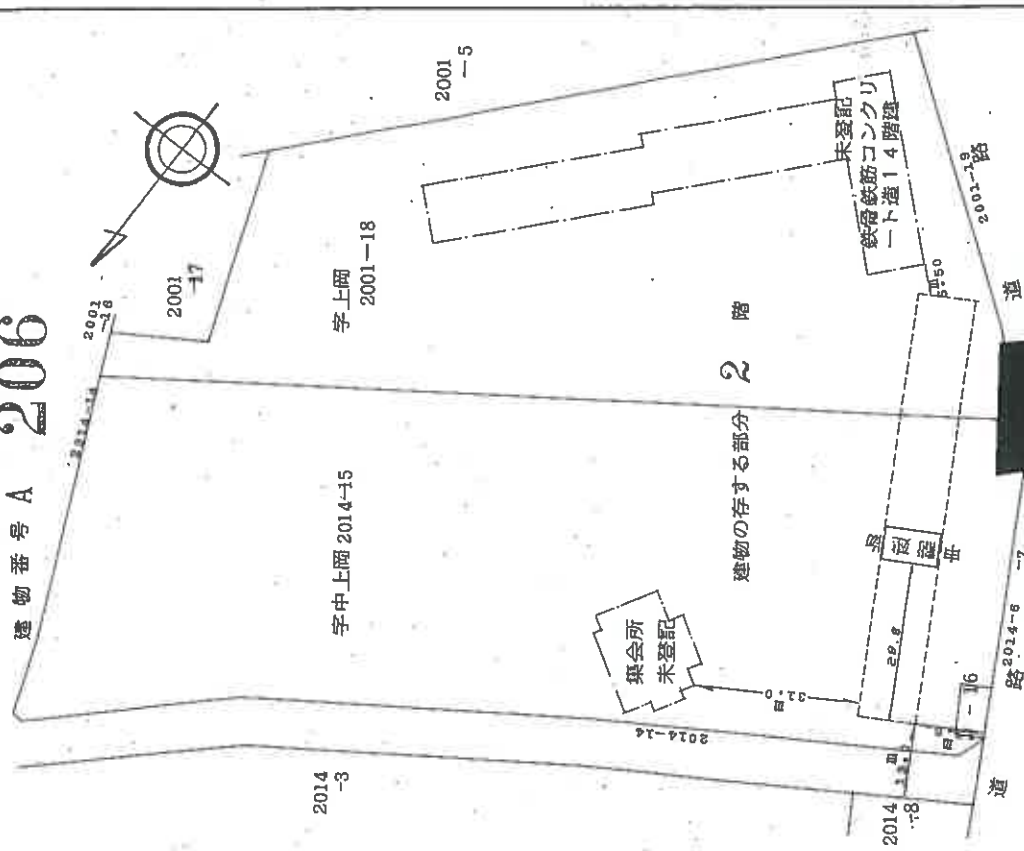 建物番号 A 206
2001
-5
2001
-17
2001
-16
2014-14
字上岡
2001-18
未登記
鉄骨鉄筋コンクリ
ート造14階建
2001-19
道
路
5.50
字中上岡 2014-15
建物の存する部分 2 階
集会所
未登記
31.0
28.8
2014-14
2014
-3
2014
-8
-16
2014-6
-7
道
路